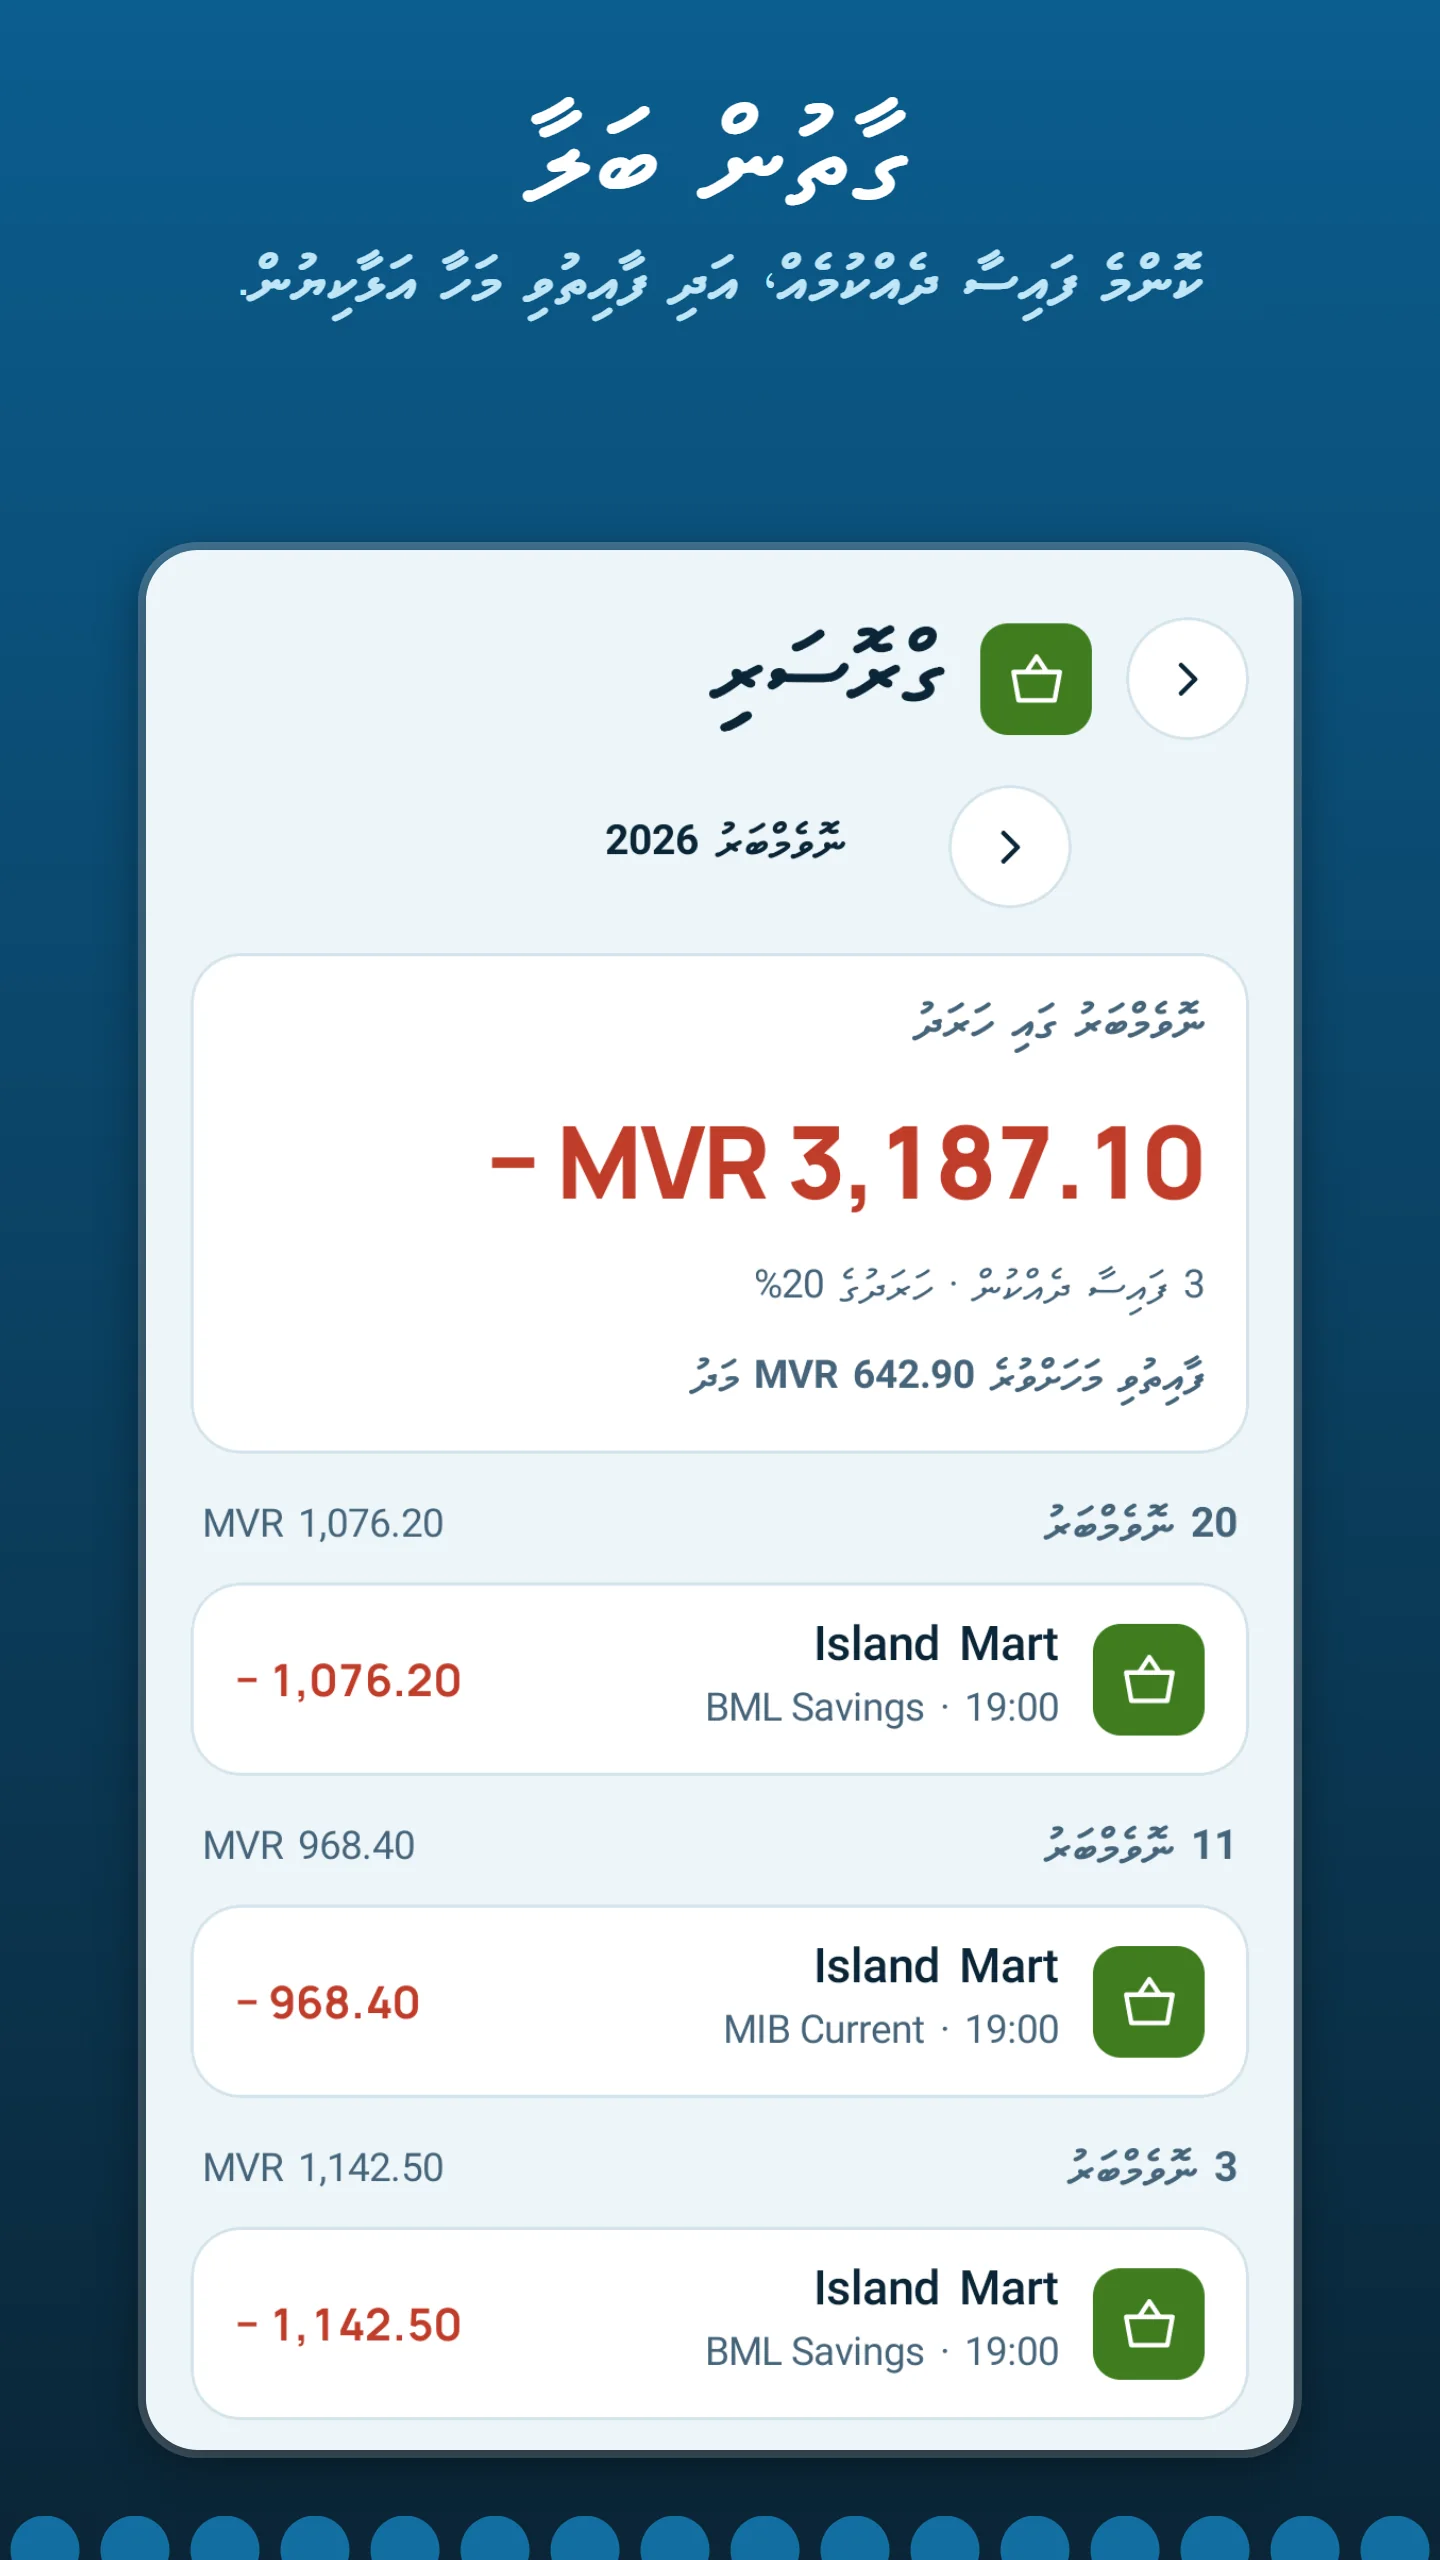 ގާތުން ބަލާ
ކޮންމެ ފައިސާ ދެއްކުމެއް، އަދި ފާއިތުވި މަހާ އަޅާކިޔުން.
ގްރޮސަރި
ނޮވެމްބަރު 2026
ނޮވެމްބަރު ގައި ހަރަދު
− MVR 3,187.10
3 ފައިސާ ދެއްކުން · ހަރަދުގެ 20%
ފާއިތުވި މަހަށްވުރެ MVR 642.90 މަދު
20 ނޮވެމްބަރު MVR 1,076.20
Island Mart
− 1,076.20
BML Savings · 19:00
11 ނޮވެމްބަރު MVR 968.40
Island Mart
− 968.40
MIB Current · 19:00
3 ނޮވެމްބަރު MVR 1,142.50
Island Mart
− 1,142.50
BML Savings · 19:00